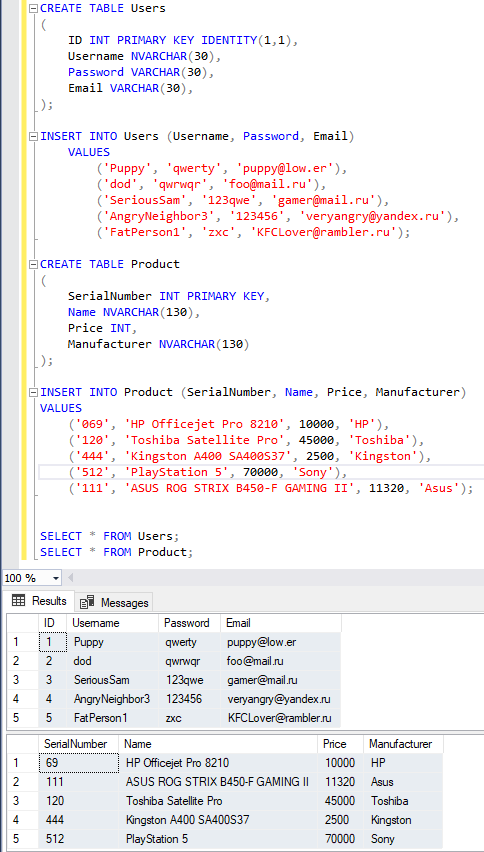 CREATE TABLE Users
(
ID INT PRIMARY KEY IDENTITY(1,1),
Username NVARCHAR(30),
Password VARCHAR(30),
Email VARCHAR(30),
);
INSERT INTO Users (Username, Password, Email)
VALUES
('Puppy', 'qwerty', 'puppy@low.er'),
('dod', 'qwrwqr', 'foo@mail.ru'),
('SeriousSam', '123qwe', 'gamer@mail.ru'),
('AngryNeighbor3', '123456', 'veryangry@yandex.ru'),
('FatPerson1', 'zxc', 'KFCLover@rambler.ru');
CREATE TABLE Product
(
SerialNumber INT PRIMARY KEY,
Name NVARCHAR(130),
Price INT,
Manufacturer NVARCHAR(130)
);
INSERT INTO Product (SerialNumber, Name, Price, Manufacturer)
VALUES
('069', 'HP Officejet Pro 8210', 10000, 'HP'),
('120', 'Toshiba Satellite Pro', 45000, 'Toshiba'),
('444', 'Kingston A400 SA400S37', 2500, 'Kingston'),
('512', 'PlayStation 5', 70000, 'Sony'),
('111', 'ASUS ROG STRIX B450-F GAMING II', 11320, 'Asus');
SELECT * FROM Users;
SELECT * FROM Product;
100 %
Results Messages
ID Username Password Email
1 1 Puppy qwerty puppy@low.er
2 2 dod qwrwqr foo@mail.ru
3 3 SeriousSam 123qwe gamer@mail.ru
4 4 AngryNeighbor3 123456 veryangry@yandex.ru
5 5 FatPerson1 zxc KFCLover@rambler.ru
SerialNumber Name Price Manufacturer
1 69 HP Officejet Pro 8210 10000 HP
2 111 ASUS ROG STRIX B450-F GAMING II 11320 Asus
3 120 Toshiba Satellite Pro 45000 Toshiba
4 444 Kingston A400 SA400S37 2500 Kingston
5 512 PlayStation 5 70000 Sony